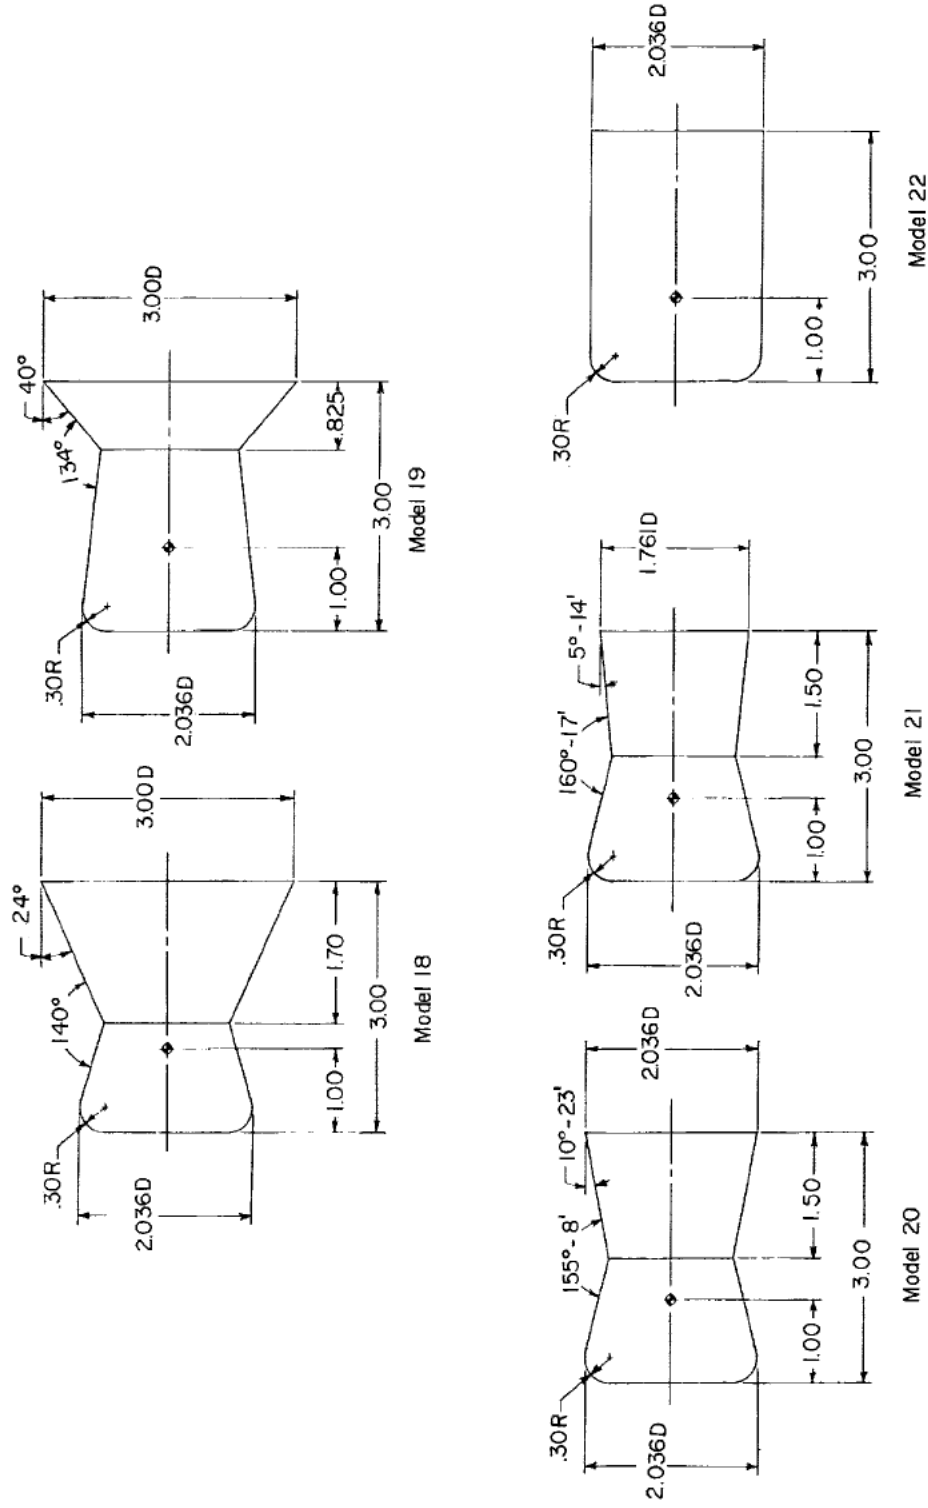 .30R
2.036D
140°
24°
3.00D
1.70
1.00
3.00
Model 18
.30R
2.036D
134°
40°
3.00D
.825
1.00
3.00
Model 19
.30R
2.036D
155°-8'
10°-23'
2.036D
1.50
1.00
3.00
Model 20
.30R
2.036D
160°-17'
5°-14'
1.761D
1.50
1.00
3.00
Model 21
.30R
2.036D
1.00
3.00
Model 22